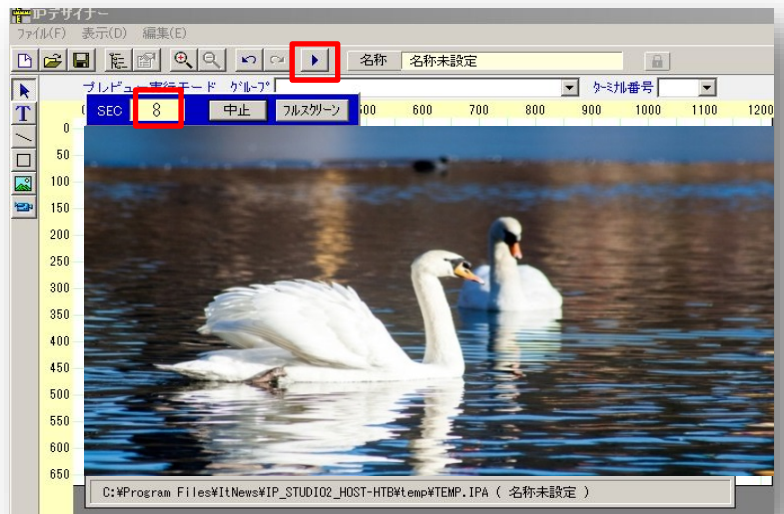 IPデザイナー
ファイル(F) 表示(D) 編集(E)
名称 名称未設定
プレビュー実行モード グループ ターミナル番号
SEC 8 中止 フルスクリーン 500 600 700 800 900 1000 1100 1200
T
0
50
100
150
200
250
300
350
400
450
500
550
600
650
C:¥Program Files¥ItNews¥IP_STUDIO2_HOST-HTB¥temp¥TEMP.IPA ( 名称未設定 )